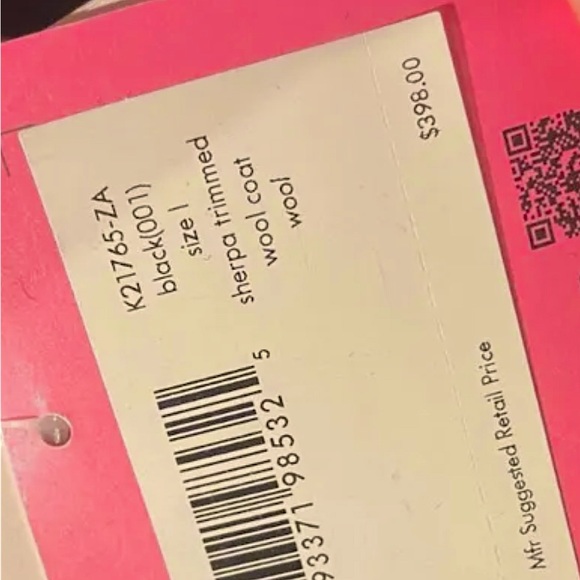 K21765-ZA
black(001)
size 1
sherpa trimmed
wool coat
wool
93371 98532 5
Mfr Suggested Retail Price
$398.00